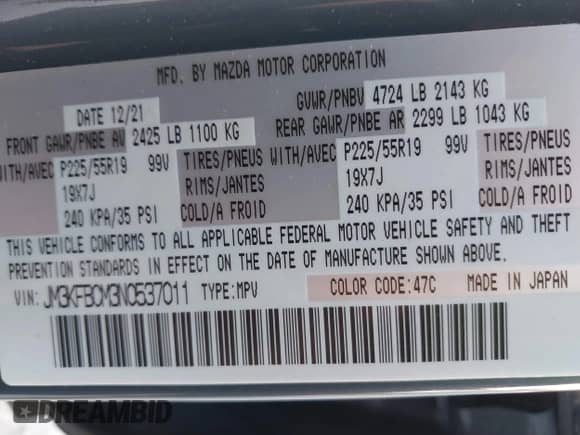 MFD. BY MAZDA MOTOR CORPORATION
DATE 12/21 GVWR/PNBV 4724 LB 2143 KG
FRONT GAWR/PNBE AV 2425 LB 1100 KG REAR GAWR/PNBE AR 2299 LB 1043 KG
WITH/AVEC P225/55R19 99V TIRES/PNEUS WITH/AVEC P225/55R19 99V TIRES/PNEUS
19X7J RIMS/JANTES 19X7J RIMS/JANTES
240 KPA/35 PSI COLD/A FROID 240 KPA/35 PSI COLD/A FROID
THIS VEHICLE CONFORMS TO ALL APPLICABLE FEDERAL MOTOR VEHICLE SAFETY AND THEFT
PREVENTION STANDARDS IN EFFECT ON THE DATE OF MANUFACTURE SHOWN ABOVE.
VIN: JM3KFBCM3N0537011 TYPE:MPV COLOR CODE:47C MADE IN JAPAN
DREAMBID